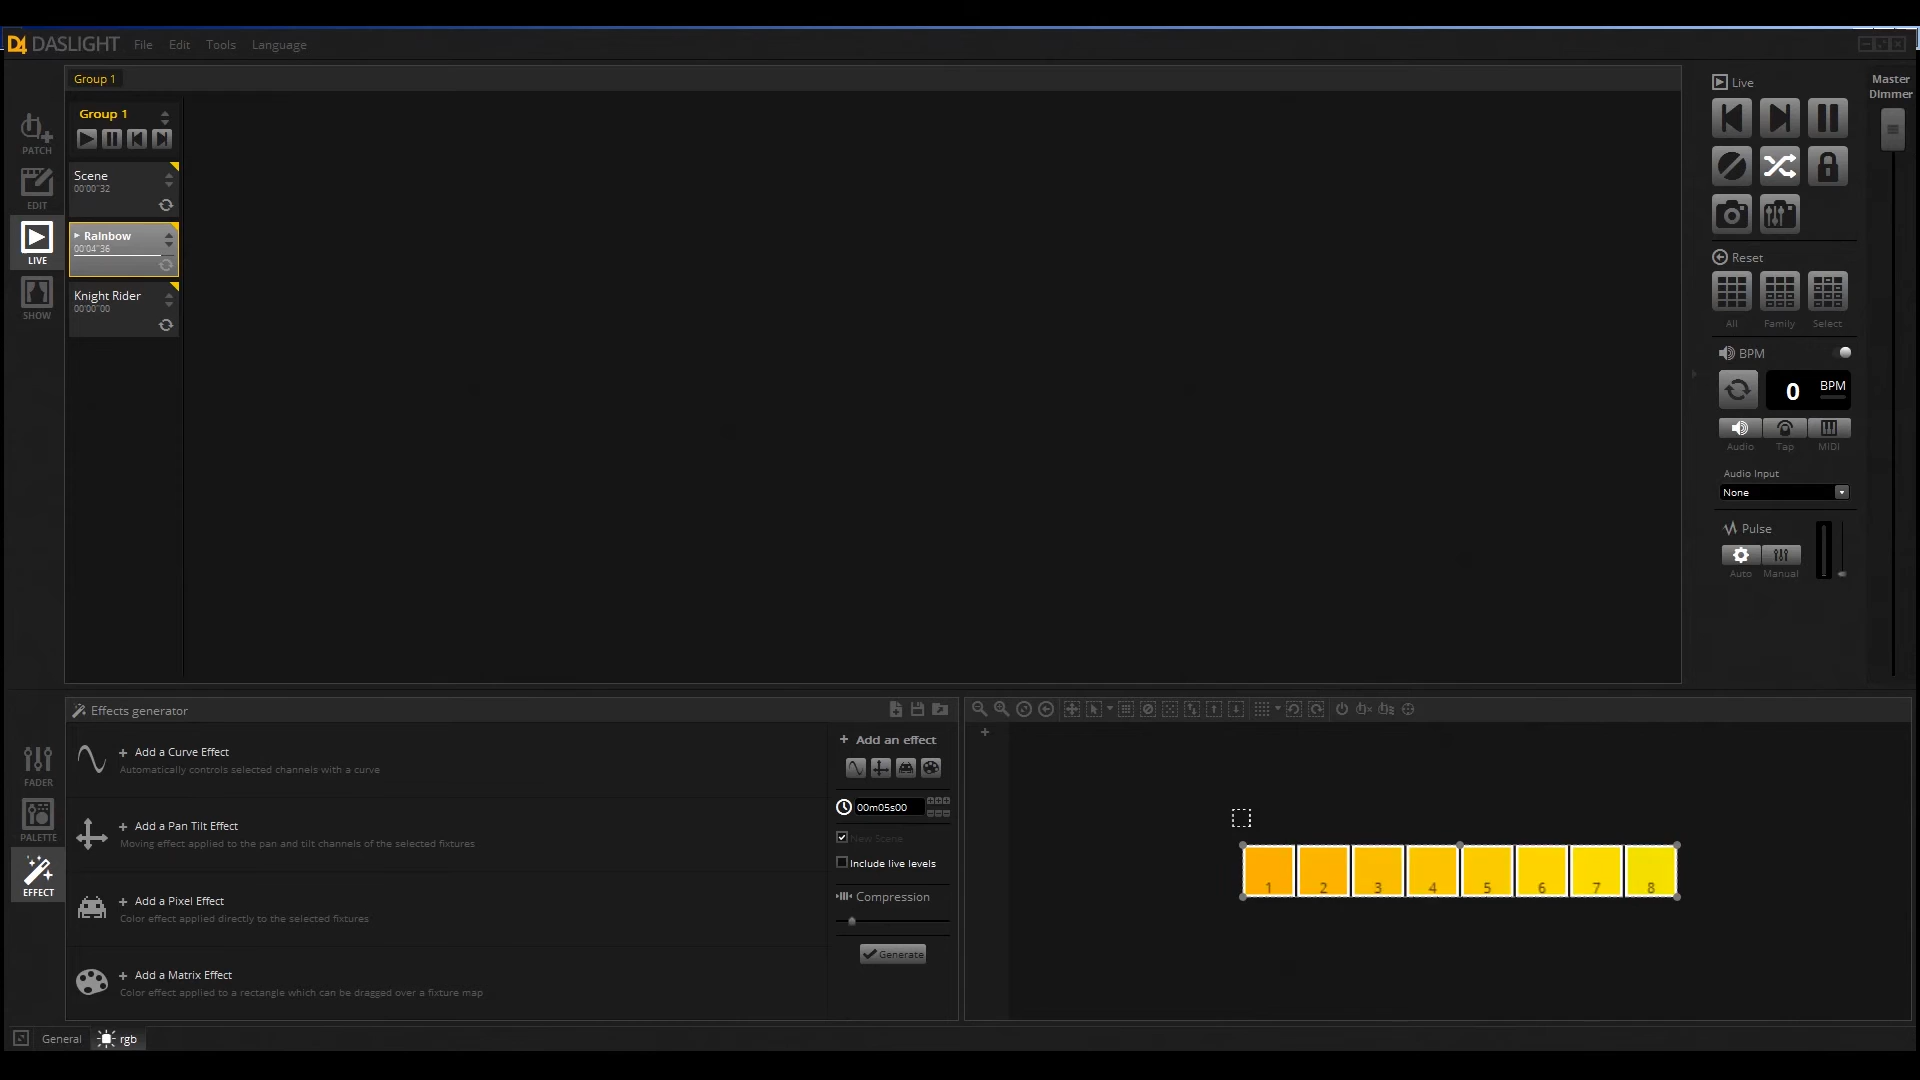 D4 DASLIGHT File Edit Tools Language
Group 1
Master
Dimmer
Live
Group 1
PATCH
Scene
00'00"32
EDIT
Rainbow
00'04"36
LIVE
Reset
Knight Rider
00'00"00
SHOW
All Family Select
BPM
0 BPM
Audio Tap MIDI
Audio Input
None
Pulse
Auto Manual
Effects generator
+ Add an effect
+ Add a Curve Effect
Automatically controls selected channels with a curve
FADER
00m05s00
+ Add a Pan Tilt Effect
Moving effect applied to the pan and tilt channels of the selected fixtures
PALETTE
New Scene
Include live levels
EFFECT
1 2 3 4 5 6 7 8
Compression
+ Add a Pixel Effect
Color effect applied directly to the selected fixtures
Generate
+ Add a Matrix Effect
Color effect applied to a rectangle which can be dragged over a fixture map
General rgb